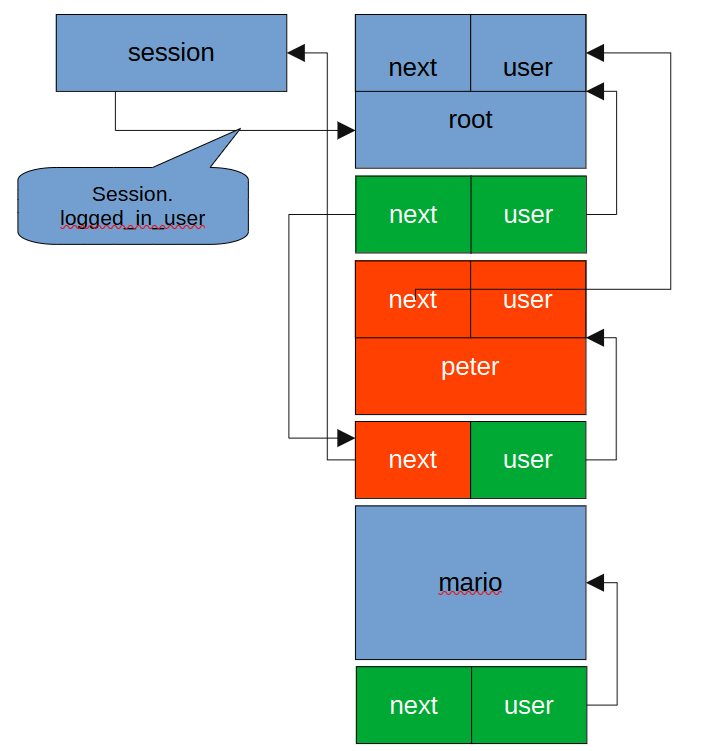 session
next user
root
Session.
logged_in_user
next user
next user
peter
next user
mario
next user